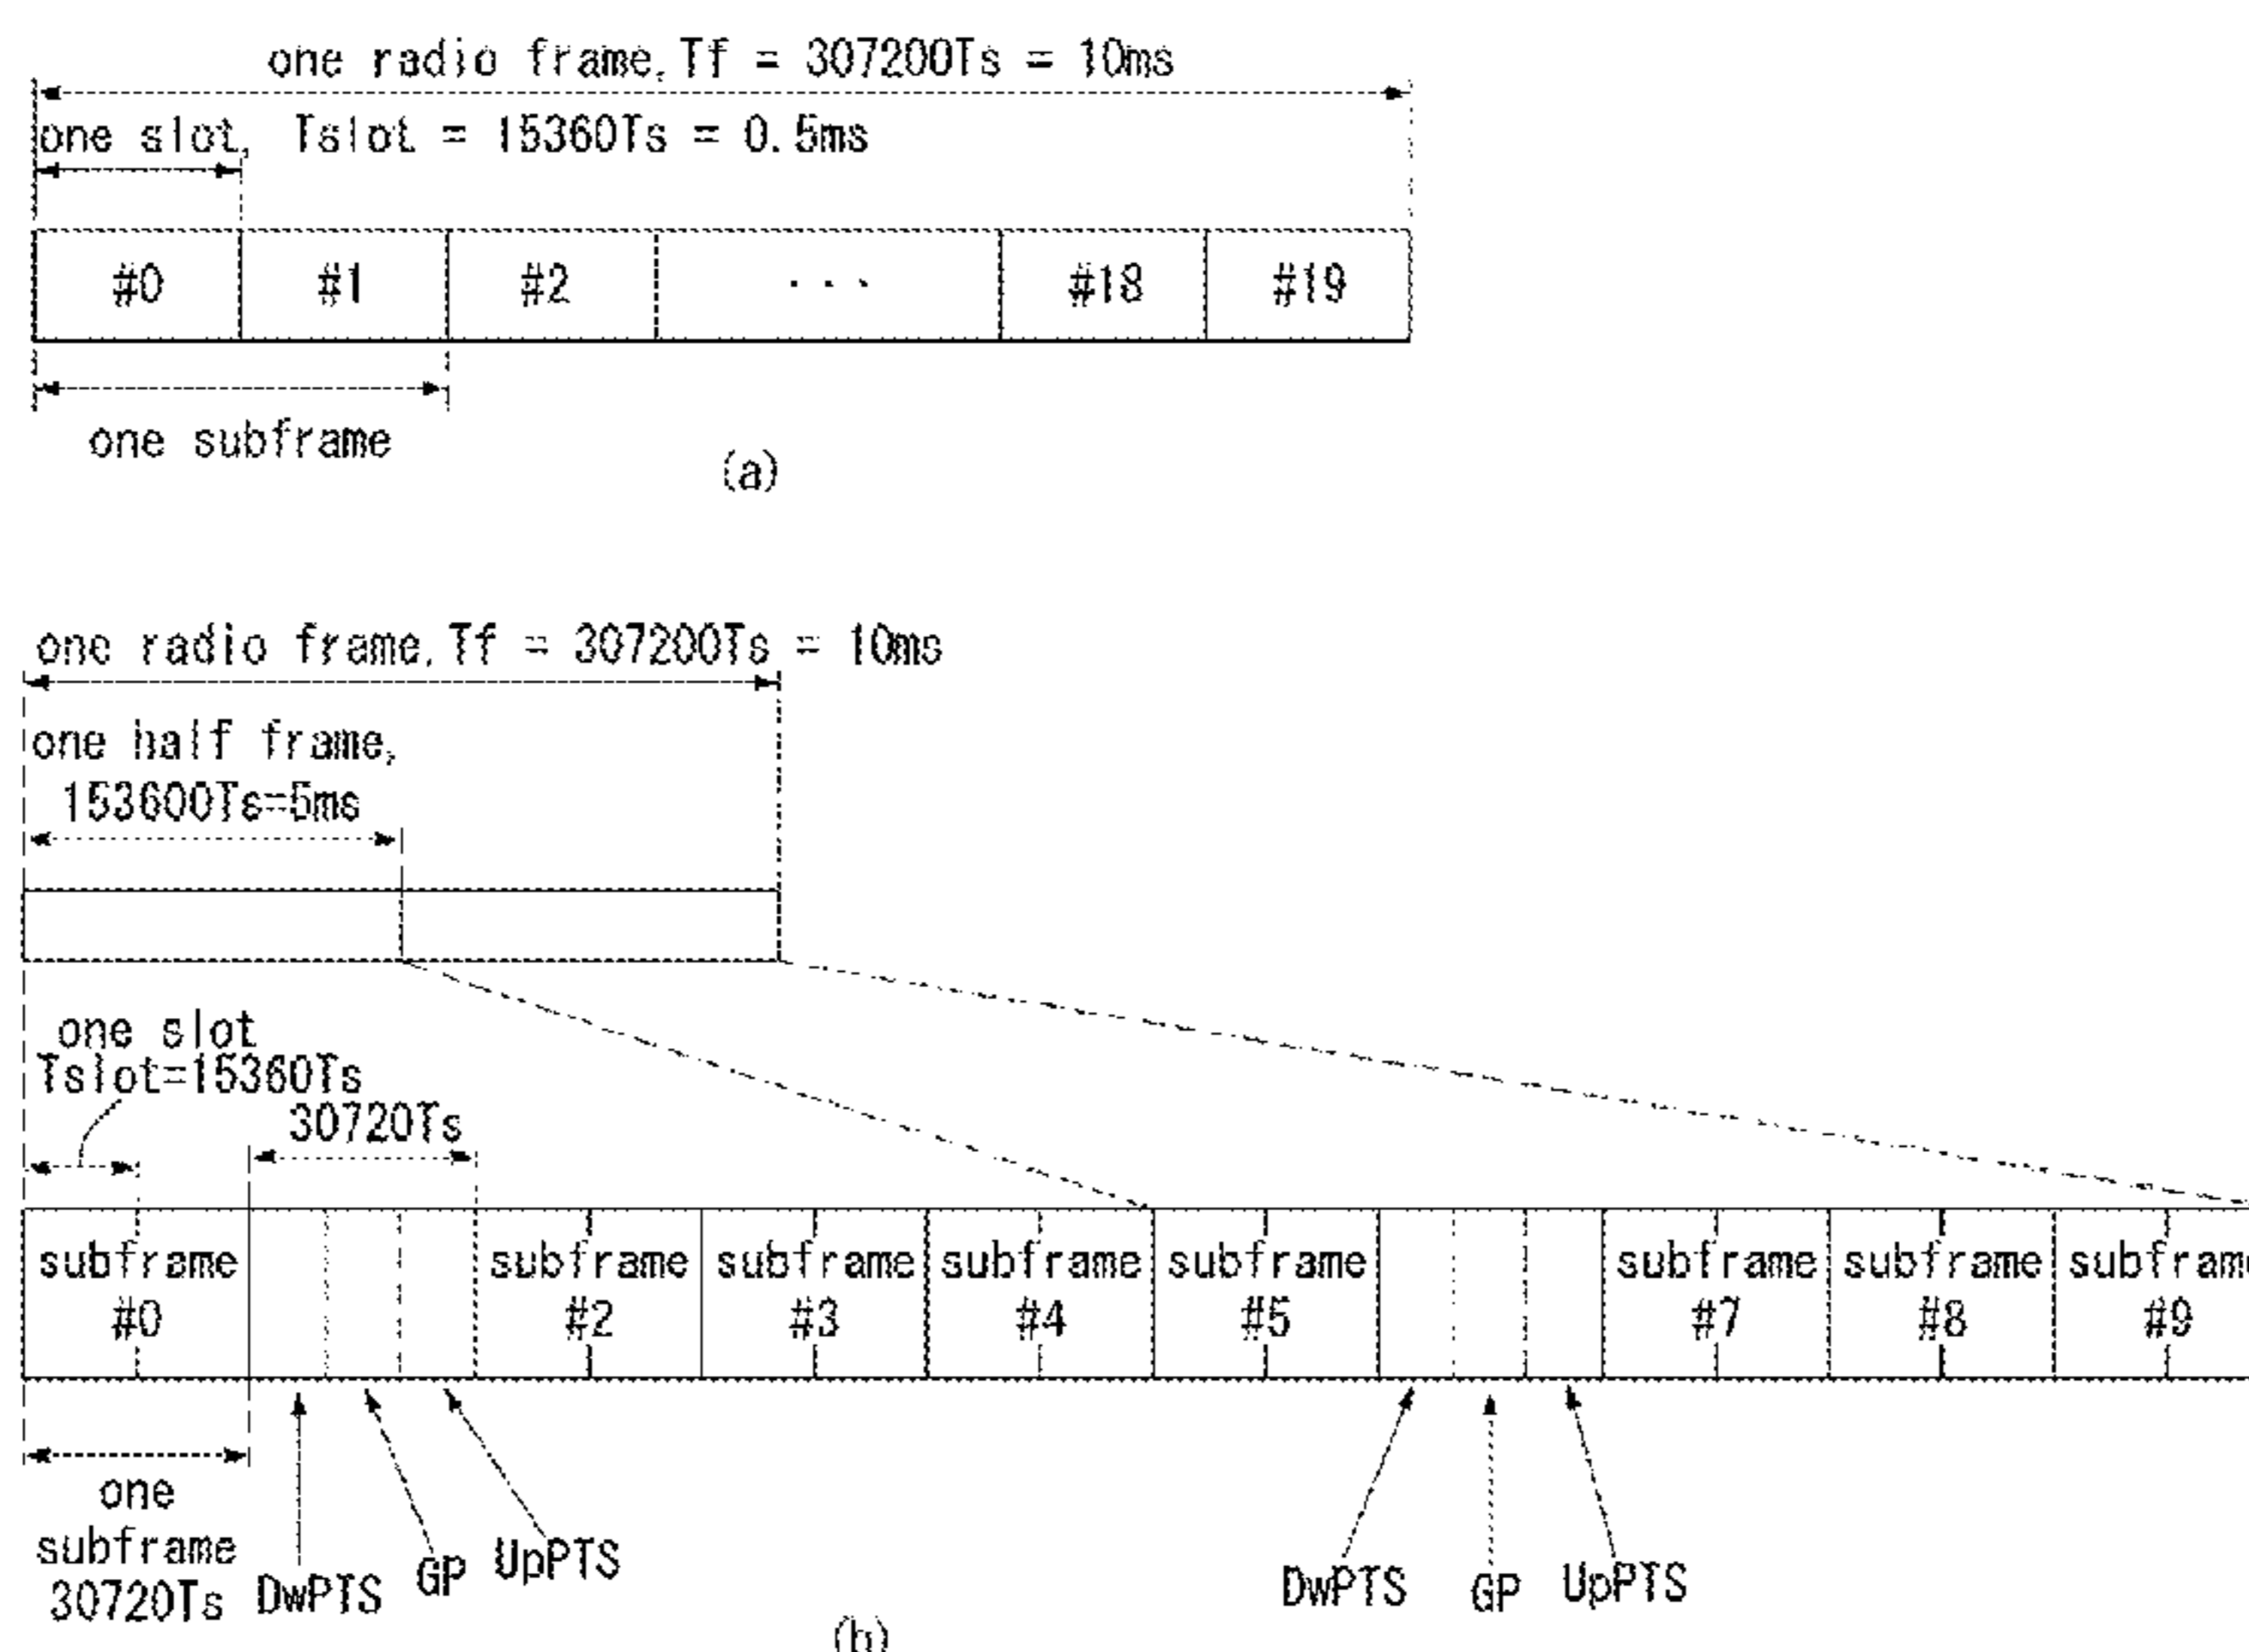 one radio frame, Tf = 307200Ts = 10ms
one slot, Tslot = 15360Ts = 0.5ms
#0 #1 #2 ... #18 #19
one subframe
(a)
one radio frame, Tf = 307200Ts = 10ms
one half frame,
153600Ts=5ms
one slot
Tslot=15360Ts
30720Ts
subframe subframe subframe subframe subframe subframe subframe subframe
#0 #2 #3 #4 #5 #7 #8 #9
one
subframe
30720Ts
DwPTS GP UpPTS DwPTS GP UpPTS
(b)